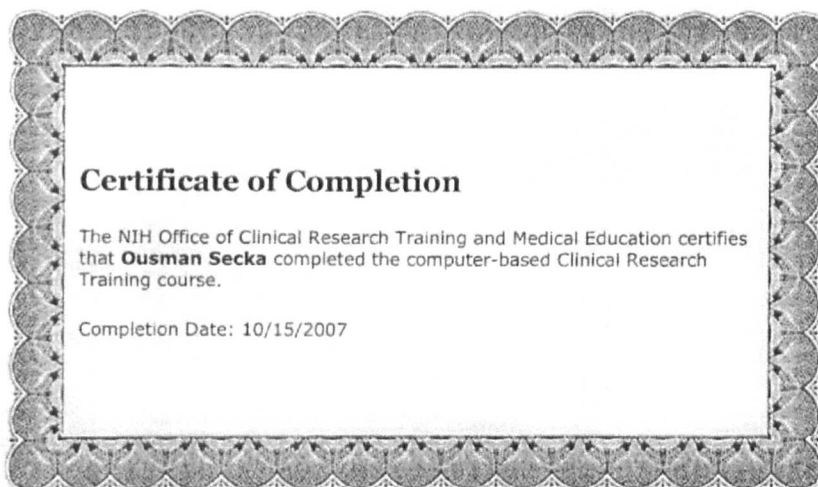 Certificate of Completion
The NIH Office of Clinical Research Training and Medical Education certifies
that Ousman Secka completed the computer-based Clinical Research
Training course.
Completion Date: 10/15/2007